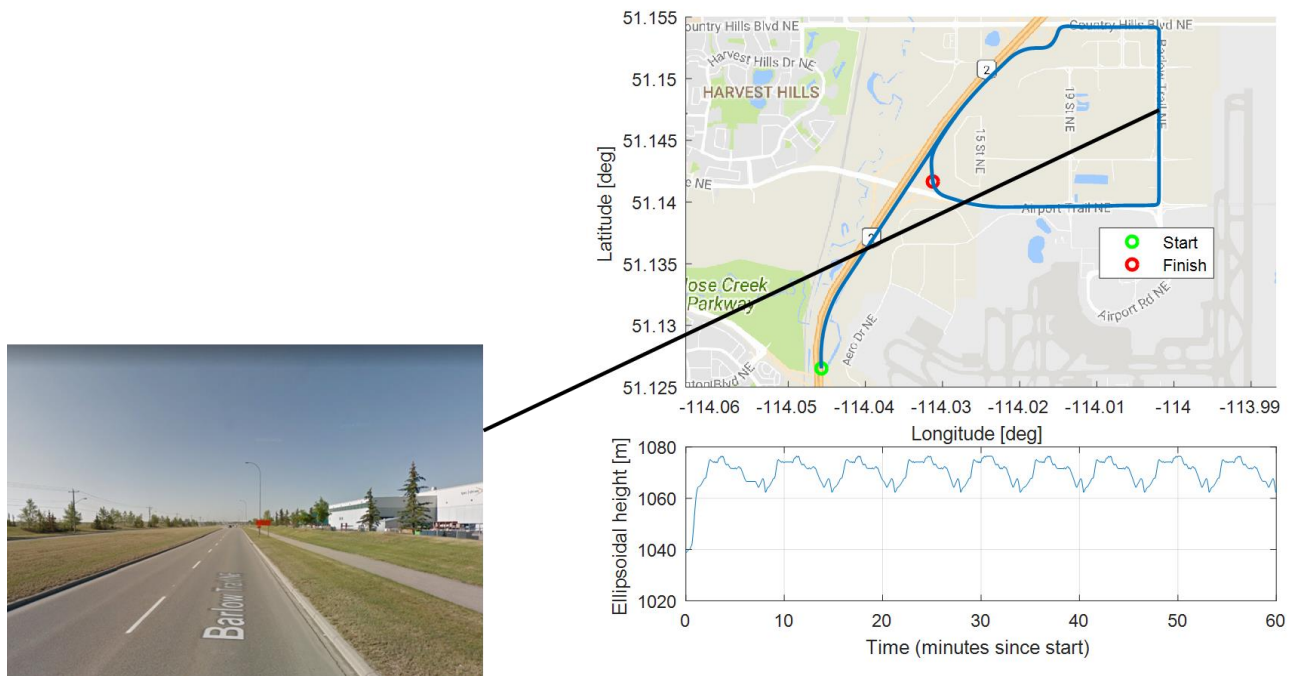 51.155
51.15
51.145
51.14
51.135
51.13
51.125
Latitude [deg]
ountry Hills Blvd NE
Country Hills Blvd NE
Harvest Hills Dr NE
HARVEST HILLS
2
Barlow Trail NE
19 St NE
15 St NE
e NE
Airport Trail NE
2
Start
Finish
lose Creek
Parkway
Aero Dr NE
Airport Rd NE
-114.06
-114.05
-114.04
-114.03
-114.02
-114.01
-114
-113.99
Longitude [deg]
Barlow Trail NE
Ellipsoidal height [m]
1080
1060
1040
1020
0
10
20
30
40
50
60
Time (minutes since start)